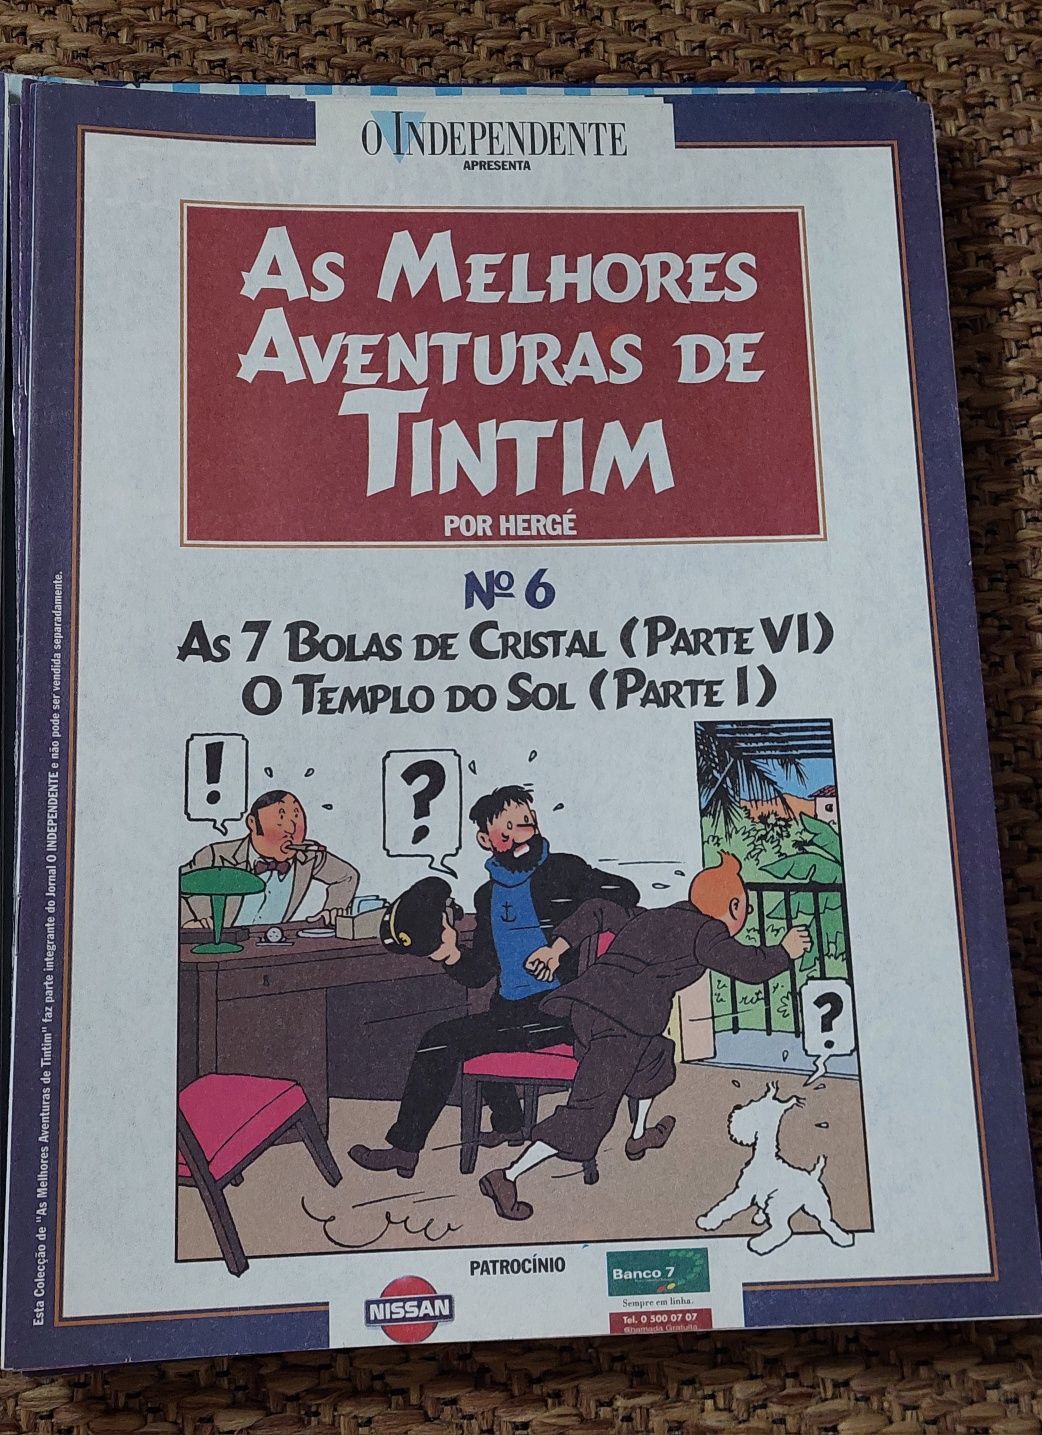 O INDEPENDENTE
APRESENTA
AS MELHORES
AVENTURAS DE
TINTIM
POR HERGÉ
Nº 6
AS 7 BOLAS DE CRISTAL (PARTE VI)
O TEMPLO DO SOL (PARTE I)
!
?
?
Esta Colecção de "As Melhores Aventuras de Tintim" faz parte integrante do Jornal O INDEPENDENTE e não pode ser vendida separadamente.
PATROCÍNIO
NISSAN
Banco 7
Sempre em linha.
Tel. 0 500 07 07
Chamada Gratuita